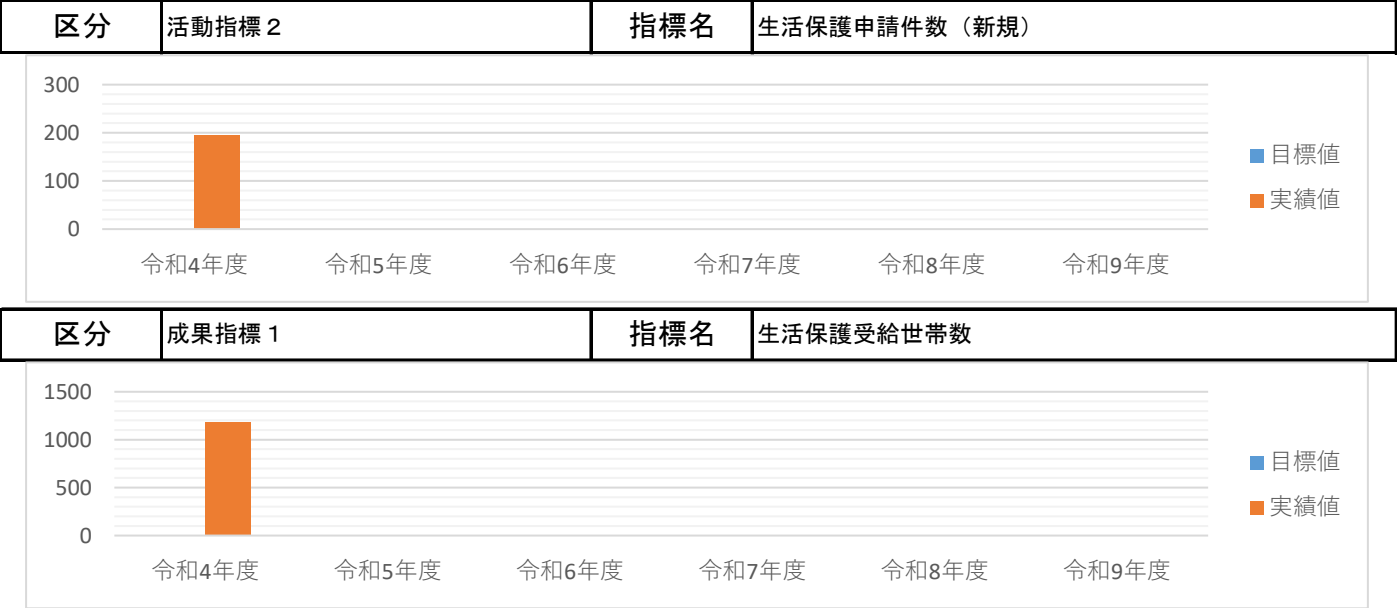 区分 活動指標２ 指標名 生活保護申請件数（新規）
300
200
100
0
令和4年度 令和5年度 令和6年度 令和7年度 令和8年度 令和9年度
目標値
実績値
区分 成果指標１ 指標名 生活保護受給世帯数
1500
1000
500
0
令和4年度 令和5年度 令和6年度 令和7年度 令和8年度 令和9年度
目標値
実績値